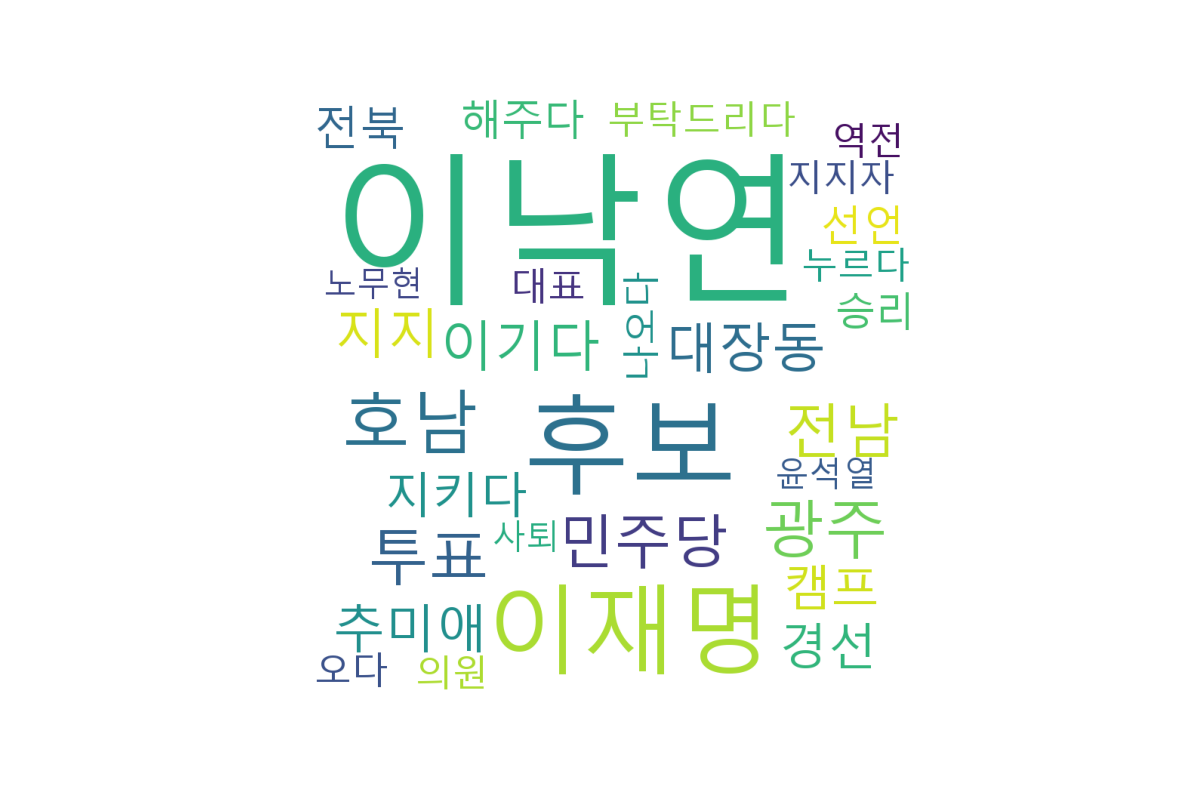 전북
해주다
부탁드리다
역전
이낙연
지지자
선언
누르다
노무현
대표
나어다
승리
지지
이기다
대장동
호남
후보
전남
윤석열
지키다
사퇴
민주당
광주
투표
캠프
추미애
이재명
경선
오다
의원